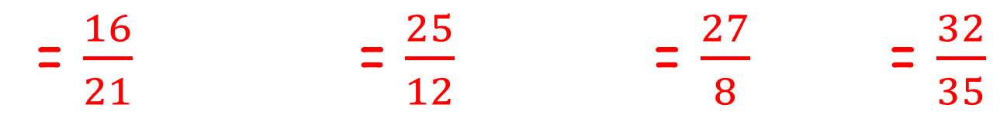 = 16/21 = 25/12 = 27/8 = 32/35